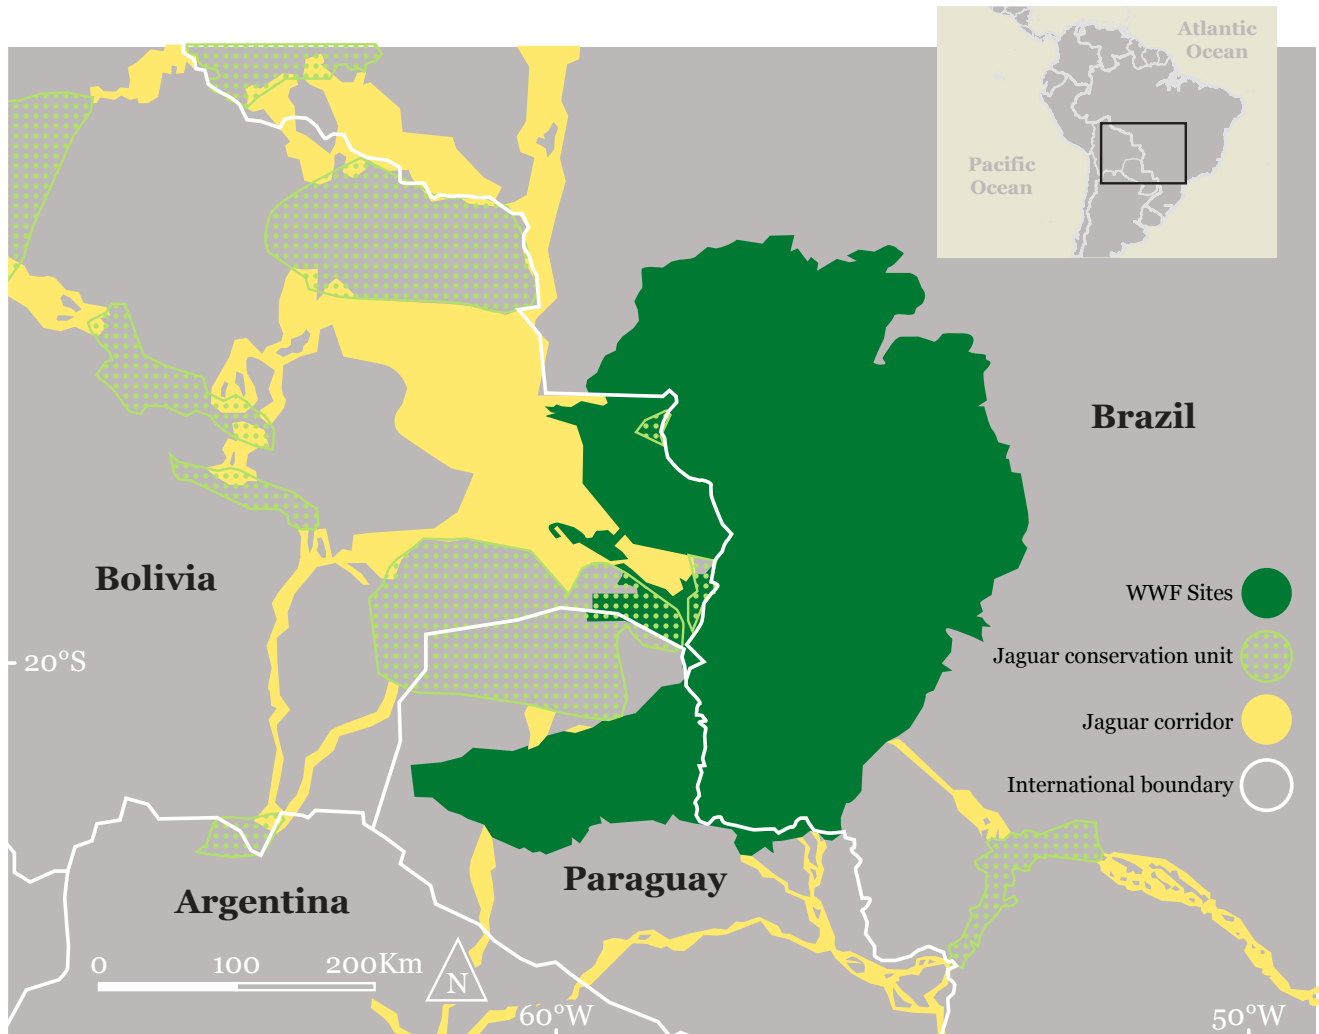 Atlantic
Ocean
Pacific
Ocean
Brazil
Bolivia
WWF Sites
Jaguar conservation unit
20°S
Jaguar corridor
International boundary
Paraguay
Argentina
0 100 200Km
N
60°W
50°W